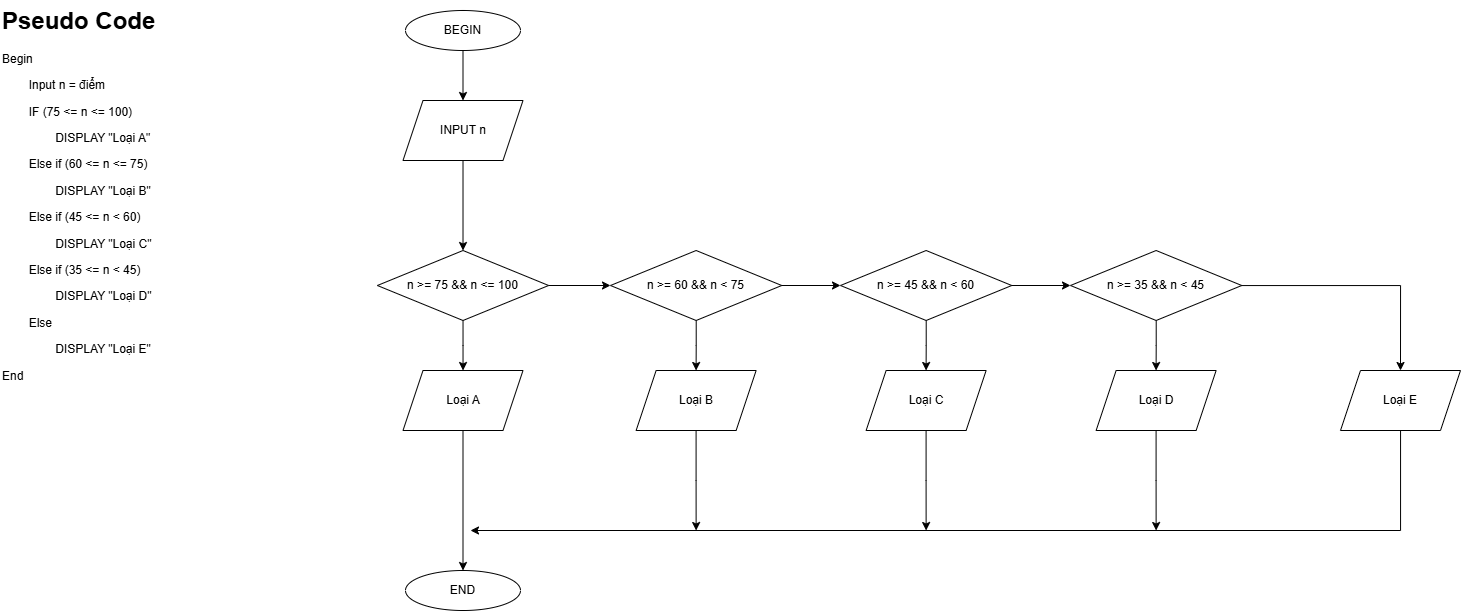 Pseudo Code
Begin
Input n = điểm
IF (75 <= n <= 100)
DISPLAY "Loại A"
Else if (60 <= n <= 75)
DISPLAY "Loại B"
Else if (45 <= n < 60)
DISPLAY "Loại C"
Else if (35 <= n < 45)
DISPLAY "Loại D"
Else
DISPLAY "Loại E"
End
BEGIN
INPUT n
n >= 75 && n <= 100
n >= 60 && n < 75
n >= 45 && n < 60
n >= 35 && n < 45
Loại A
Loại B
Loại C
Loại D
Loại E
END